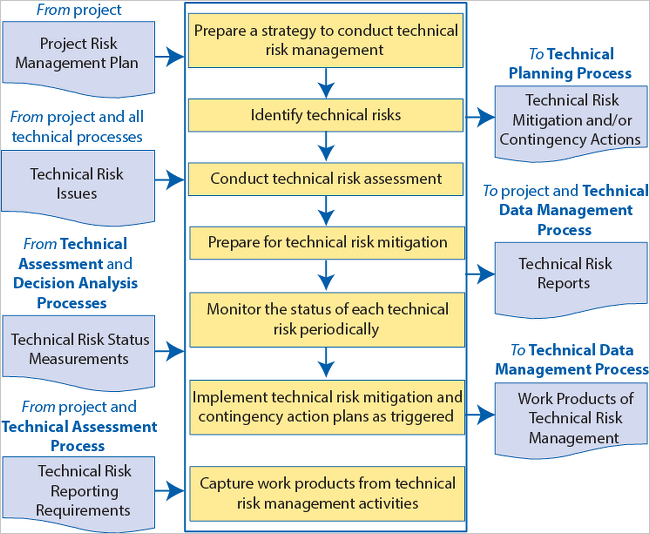 From project
Project Risk
Management Plan
From project and all
technical processes
Technical Risk
Issues
From Technical
Assessment and
Decision Analysis
Processes
Technical Risk Status
Measurements
From project and
Technical Assessment
Process
Technical Risk
Reporting
Requirements
Prepare a strategy to conduct technical
risk management
Identify technical risks
Conduct technical risk assessment
Prepare for technical risk mitigation
Monitor the status of each technical
risk periodically
Implement technical risk mitigation and
contingency action plans as triggered
Capture work products from technical
risk management activities
To Technical
Planning Process
Technical Risk
Mitigation and/or
Contingency Actions
To project and Technical
Data Management
Process
Technical Risk
Reports
To Technical Data
Management Process
Work Products of
Technical Risk
Management